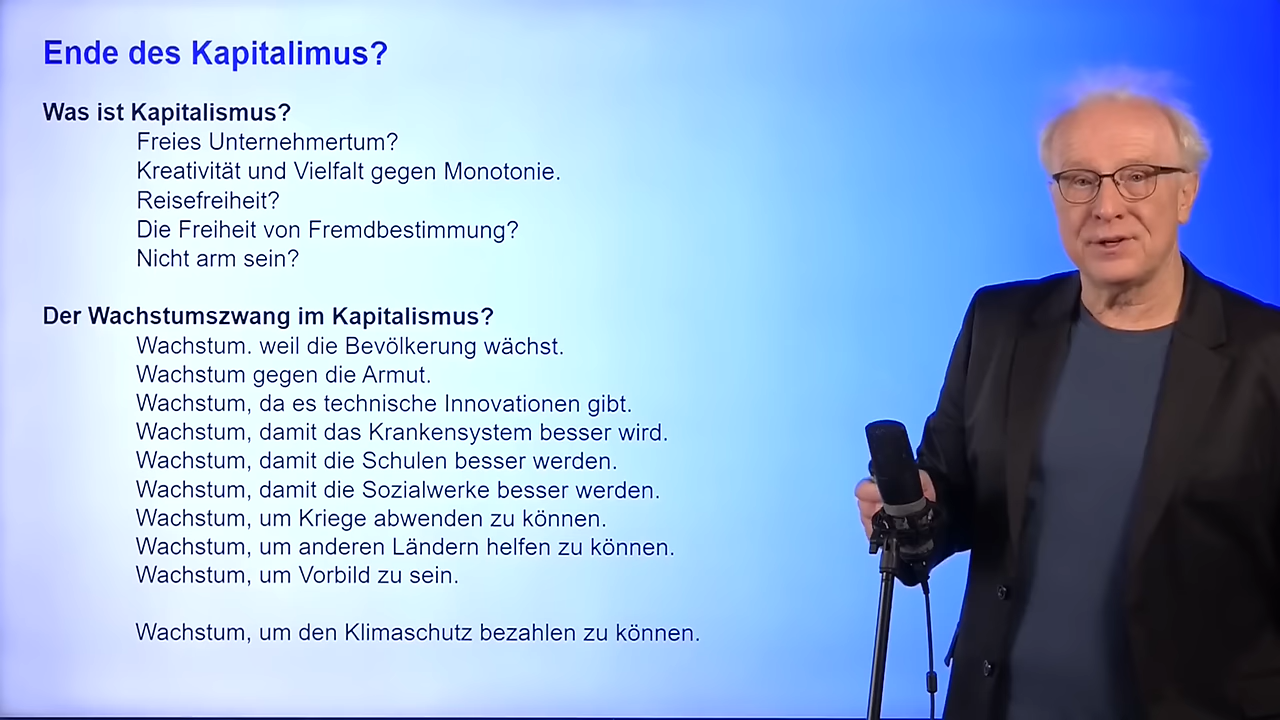 Ende des Kapitalimus?
Was ist Kapitalismus?
Freies Unternehmertum?
Kreativität und Vielfalt gegen Monotonie.
Reisefreiheit?
Die Freiheit von Fremdbestimmung?
Nicht arm sein?
Der Wachstumszwang im Kapitalismus?
Wachstum. weil die Bevölkerung wächst.
Wachstum gegen die Armut.
Wachstum, da es technische Innovationen gibt.
Wachstum, damit das Krankensystem besser wird.
Wachstum, damit die Schulen besser werden.
Wachstum, damit die Sozialwerke besser werden.
Wachstum, um Kriege abwenden zu können.
Wachstum, um anderen Ländern helfen zu können.
Wachstum, um Vorbild zu sein.
Wachstum, um den Klimaschutz bezahlen zu können.